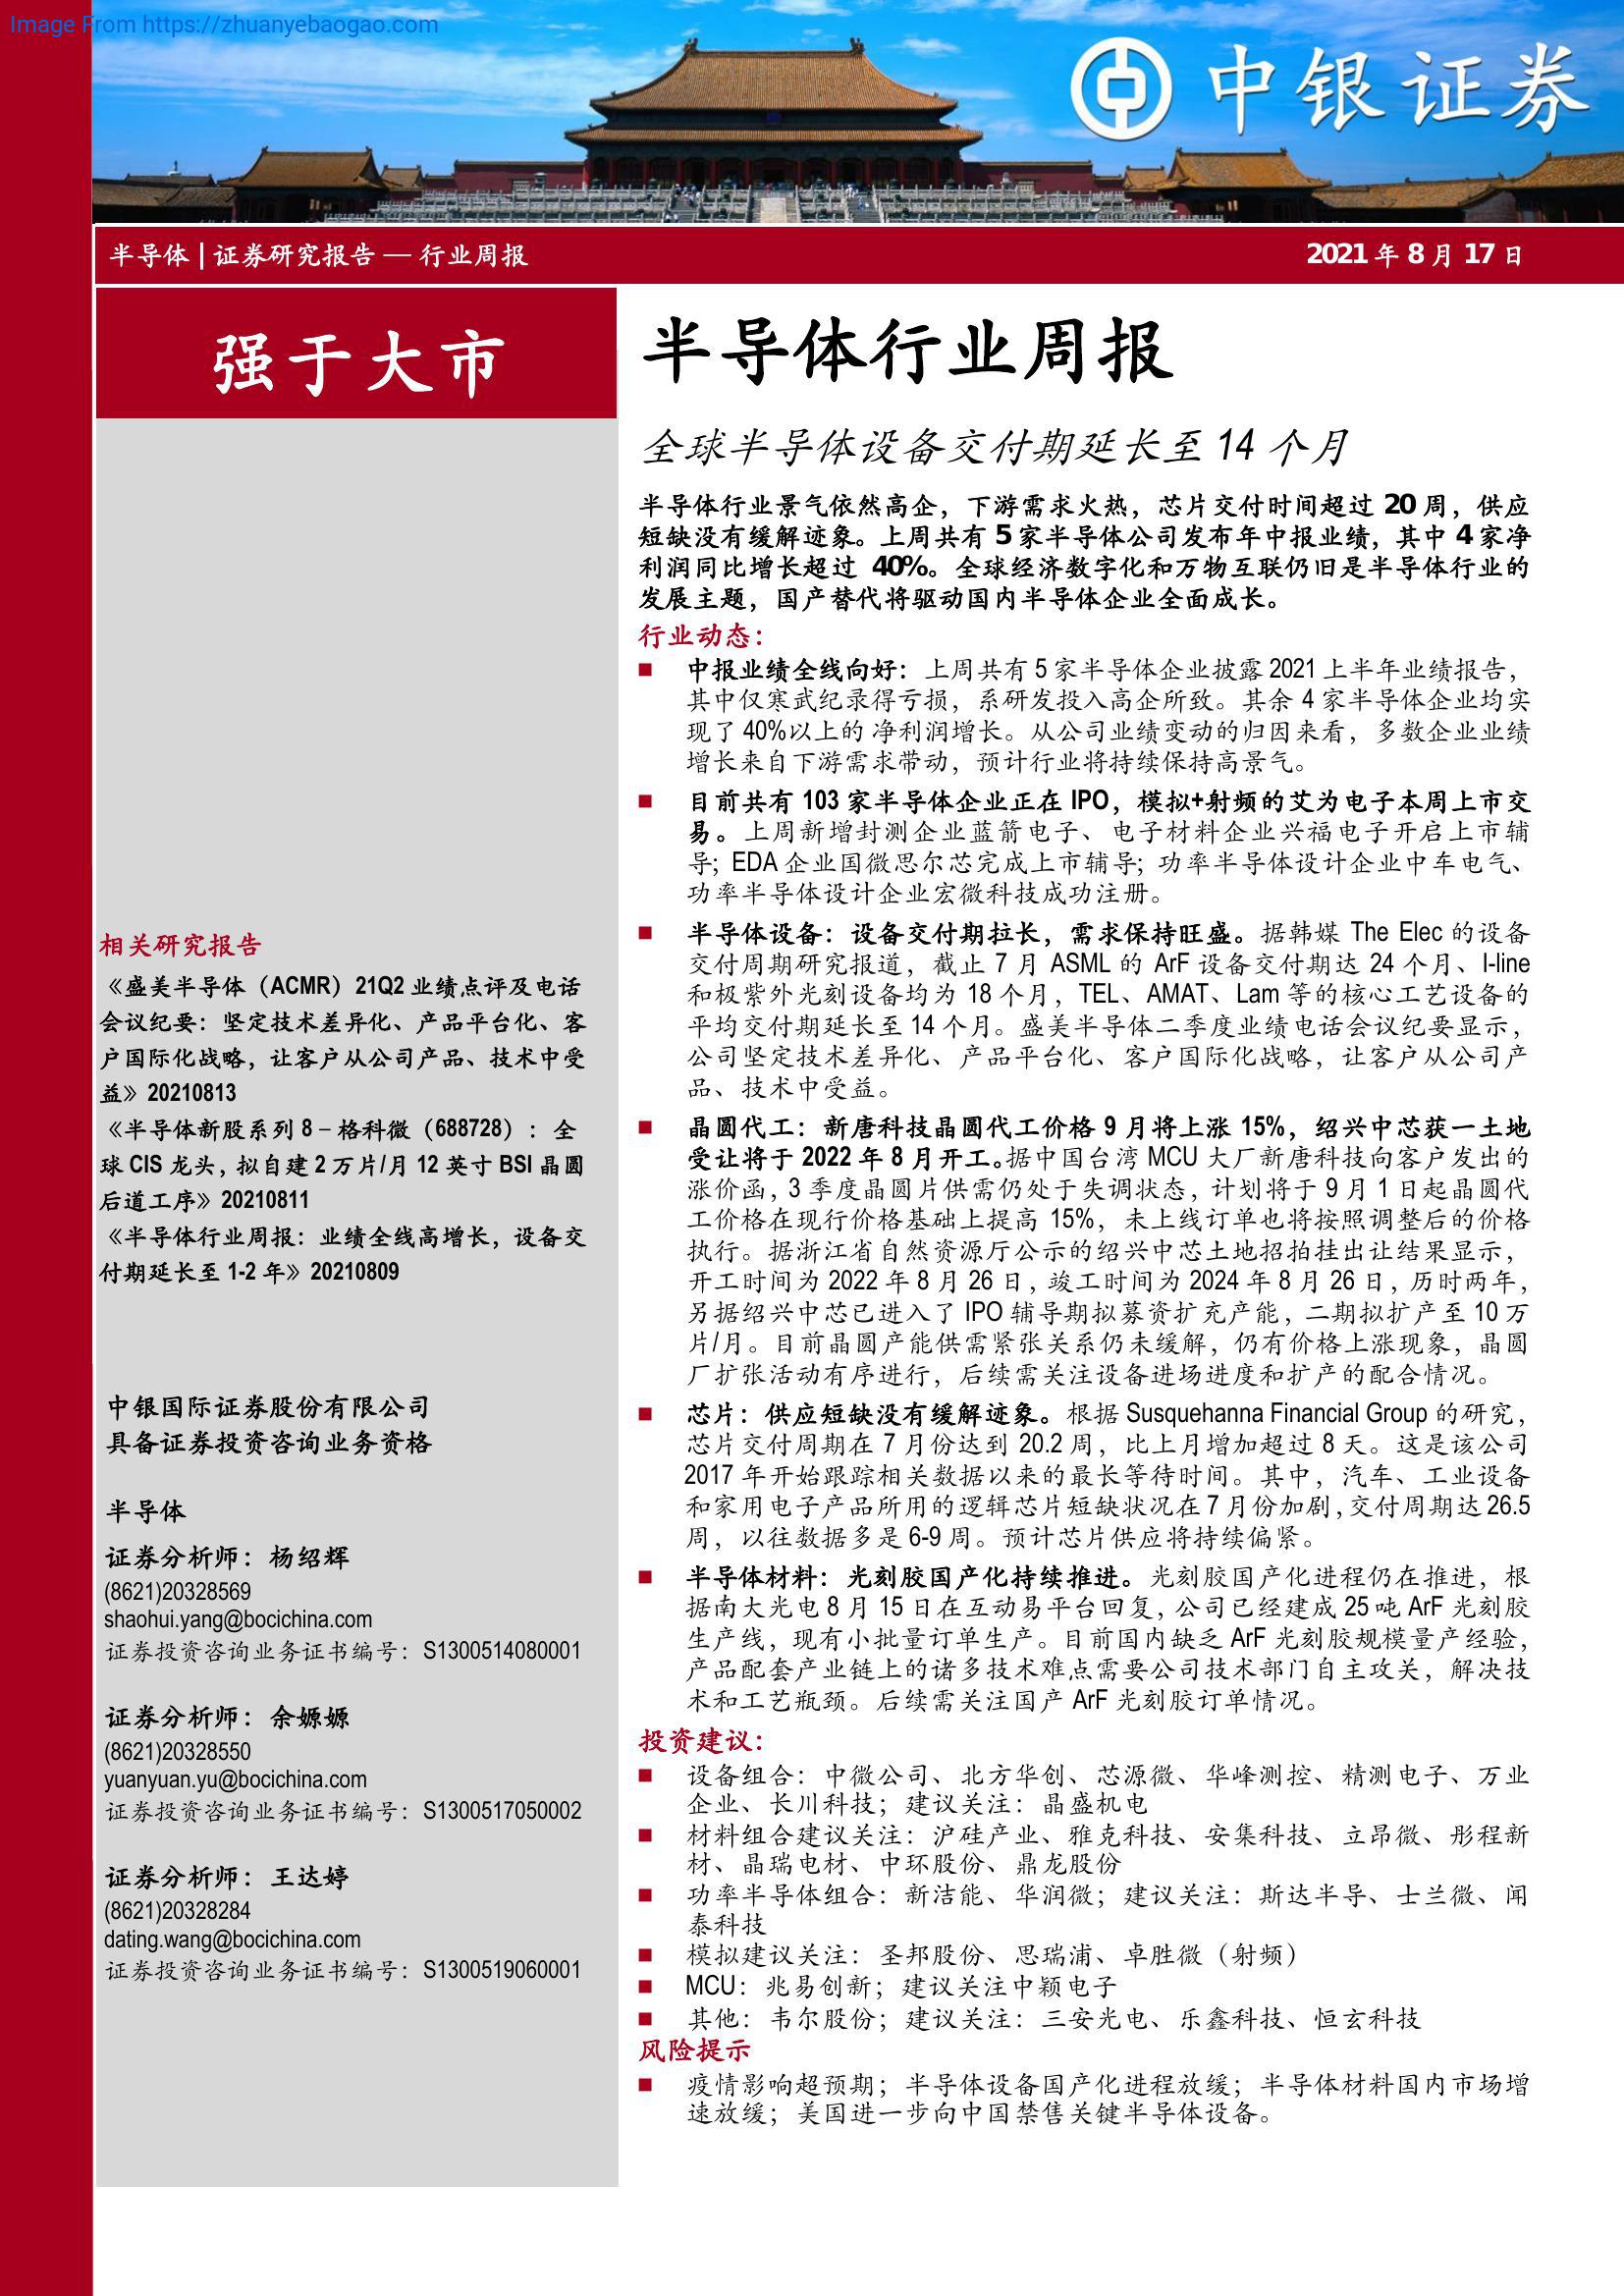 Image From https://zhuanyebaogao.com
中银证券
半导体 | 证券研究报告 — 行业周报
2021 年 8 月 17 日
强于大市
半导体行业周报
全球半导体设备交付期延长至 14 个月
半导体行业景气依然高企，下游需求火热，芯片交付时间超过 20 周，供应
短缺没有缓解迹象。上周共有 5 家半导体公司发布年中报业绩，其中 4 家净
利润同比增长超过 40%。全球经济数字化和万物互联仍旧是半导体行业的
发展主题，国产替代将驱动国内半导体企业全面成长。
行业动态：
■ 中报业绩全线向好：上周共有 5 家半导体企业披露 2021 上半年业绩报告，
其中仅寒武纪录得亏损，系研发投入高企所致。其余 4 家半导体企业均实
现了 40%以上的 净利润增长。从公司业绩变动的归因来看，多数企业业绩
增长来自下游需求带动，预计行业将持续保持高景气。
■ 目前共有 103 家半导体企业正在 IPO，模拟+射频的艾为电子本周上市交
易。上周新增封测企业蓝箭电子、电子材料企业兴福电子开启上市辅
导；EDA 企业国微思尔芯完成上市辅导；功率半导体设计企业中车电气、
功率半导体设计企业宏微科技成功注册。
■ 半导体设备：设备交付期拉长，需求保持旺盛。据韩媒 The Elec 的设备
交付周期研究报道，截止 7 月 ASML 的 ArF 设备交付期达 24 个月、I-line
和极紫外光刻设备均为 18 个月，TEL、AMAT、Lam 等的核心工艺设备的
平均交付期延长至 14 个月。盛美半导体二季度业绩电话会议纪要显示，
公司坚定技术差异化、产品平台化、客户国际化战略，让客户从公司产
品、技术中受益。
■ 晶圆代工：新唐科技晶圆代工价格 9 月将上涨 15%，绍兴中芯获一土地
受让将于 2022 年 8 月开工。据中国台湾 MCU 大厂新唐科技向客户发出的
涨价函，3 季度晶圆片供需仍处于失调状态，计划将于 9 月 1 日起晶圆代
工价格在现行价格基础上提高 15%，未上线订单也将按照调整后的价格
执行。据浙江省自然资源厅公示的绍兴中芯土地招拍挂出让结果显示，
开工时间为 2022 年 8 月 26 日，竣工时间为 2024 年 8 月 26 日，历时两年，
另据绍兴中芯已进入了 IPO 辅导期拟募资扩充产能，二期拟扩产至 10 万
片/月。目前晶圆产能供需紧张关系仍未缓解，仍有价格上涨现象，晶圆
厂扩张活动有序进行，后续需关注设备进场进度和扩产的配合情况。
■ 芯片：供应短缺没有缓解迹象。根据 Susquehanna Financial Group 的研究，
芯片交付周期在 7 月份达到 20.2 周，比上月增加超过 8 天。这是该公司
2017 年开始跟踪相关数据以来的最长等待时间。其中，汽车、工业设备
和家用电子产品所用的逻辑芯片短缺状况在 7 月份加剧，交付周期达 26.5
周，以往数据多是 6-9 周。预计芯片供应将持续偏紧。
■ 半导体材料：光刻胶国产化持续推进。光刻胶国产化进程仍在推进，根
据南大光电 8 月 15 日在互动易平台回复，公司已经建成 25 吨 ArF 光刻胶
生产线，现有小批量订单生产。目前国内缺乏 ArF 光刻胶规模量产经验，
产品配套产业链上的诸多技术难点需要公司技术部门自主攻关，解决技
术和工艺瓶颈。后续需关注国产 ArF 光刻胶订单情况。
投资建议：
■ 设备组合：中微公司、北方华创、芯源微、华峰测控、精测电子、万业
企业、长川科技；建议关注：晶盛机电
■ 材料组合建议关注：沪硅产业、雅克科技、安集科技、立昂微、彤程新
材、晶瑞电材、中环股份、鼎龙股份
■ 功率半导体组合：新洁能、华润微；建议关注：斯达半导、士兰微、闻
泰科技
■ 模拟建议关注：圣邦股份、思瑞浦、卓胜微（射频）
■ MCU：兆易创新；建议关注中颖电子
■ 其他：韦尔股份；建议关注：三安光电、乐鑫科技、恒玄科技
风险提示
■ 疫情影响超预期；半导体设备国产化进程放缓；半导体材料国内市场增
速放缓；美国进一步向中国禁售关键半导体设备。
相关研究报告
《盛美半导体（ACMR）21Q2 业绩点评及电话
会议纪要：坚定技术差异化、产品平台化、客
户国际化战略，让客户从公司产品、技术中受
益》20210813
《半导体新股系列 8 – 格科微（688728）：全
球 CIS 龙头，拟自建 2 万片/月 12 英寸 BSI 晶圆
后道工序》20210811
《半导体行业周报：业绩全线高增长，设备交
付期延长至 1-2 年》20210809
中银国际证券股份有限公司
具备证券投资咨询业务资格
半导体
证券分析师：杨绍辉
(8621)20328569
shaohui.yang@bocichina.com
证券投资咨询业务证书编号：S1300514080001
证券分析师：余嫄嫄
(8621)20328550
yuanyuan.yu@bocichina.com
证券投资咨询业务证书编号：S1300517050002
证券分析师：王达婷
(8621)20328284
dating.wang@bocichina.com
证券投资咨询业务证书编号：S1300519060001